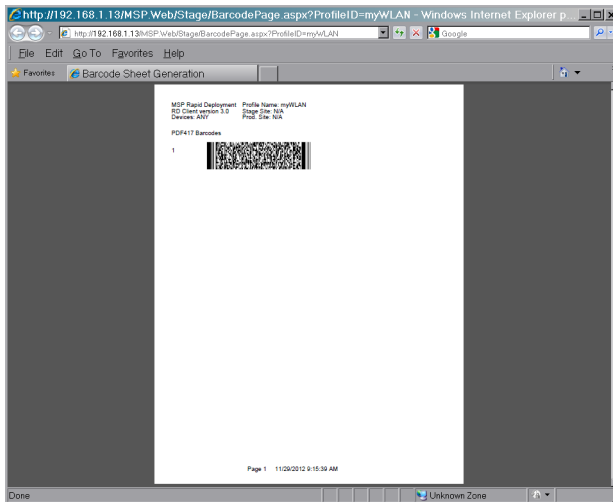 http://192.168.1.13/MSP.Web/Stage/BarcodePage.aspx?ProfileID=myWLAN - Windows Internet Explorer p...
http://192.168.1.13/MSP.Web/Stage/BarcodePage.aspx?ProfileID=myWLAN Google
File Edit Go To Favorites Help
Favorites Barcode Sheet Generation
MSP Rapid Deployment Profile Name: myWLAN
RD Client version 3.0 Stage Site: N/A
Devices: ANY Prod. Site: N/A
PDF417 Barcodes
1
Page 1 11/29/2012 9:15:39 AM
Done Unknown Zone